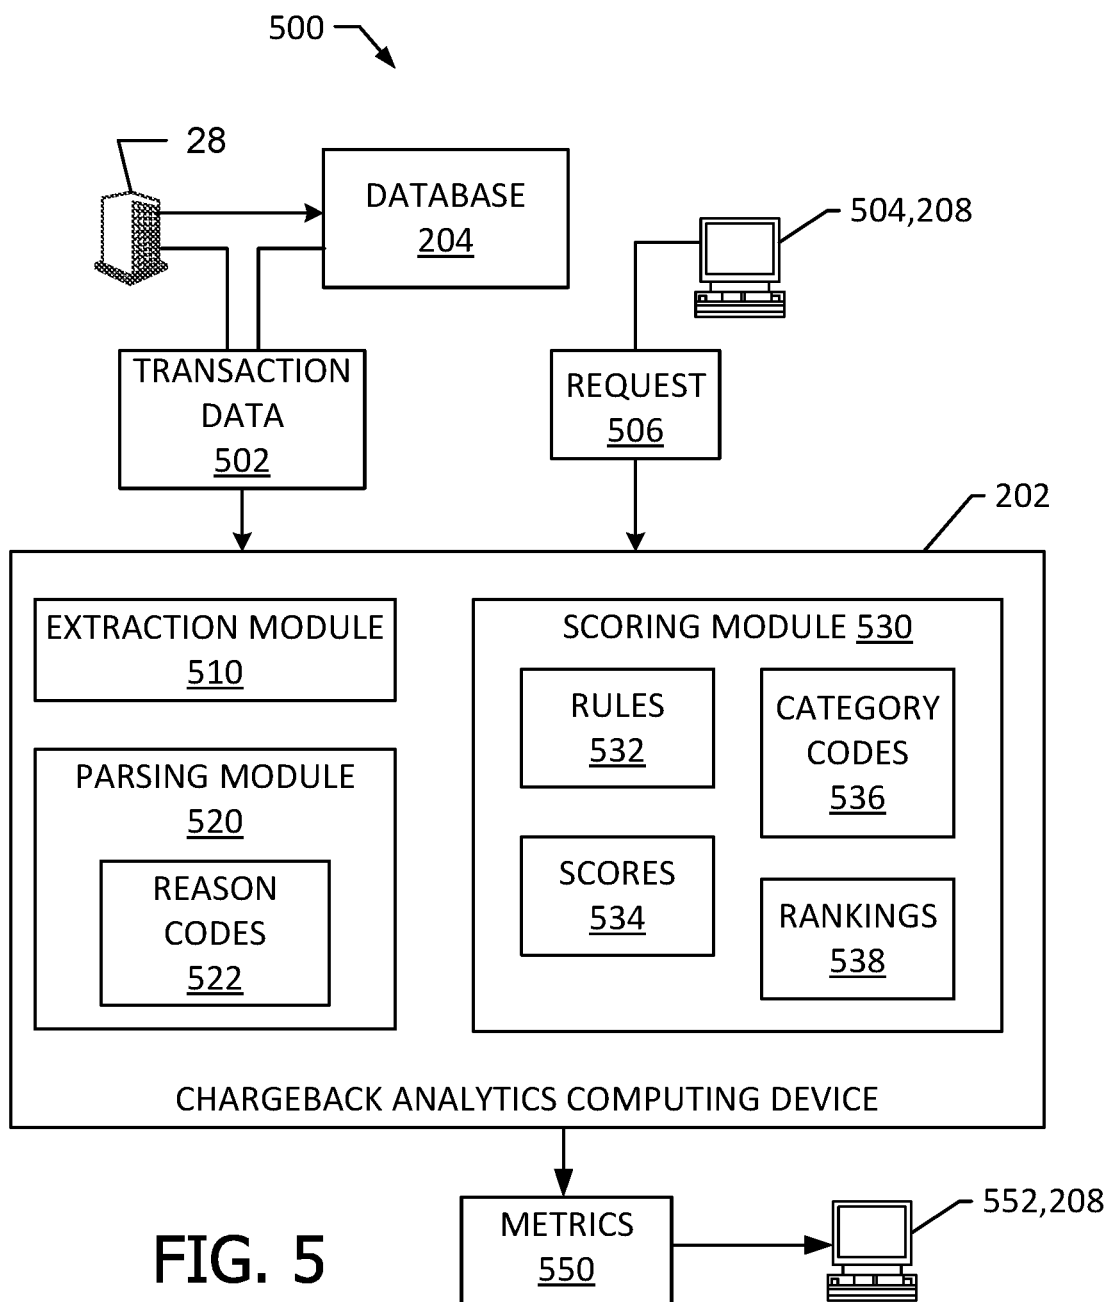 500
28
DATABASE
204
504,208
TRANSACTION
DATA
502
REQUEST
506
202
EXTRACTION MODULE
510
PARSING MODULE
520
REASON
CODES
522
SCORING MODULE 530
RULES
532
CATEGORY
CODES
536
SCORES
534
RANKINGS
538
CHARGEBACK ANALYTICS COMPUTING DEVICE
METRICS
550
552,208
FIG. 5